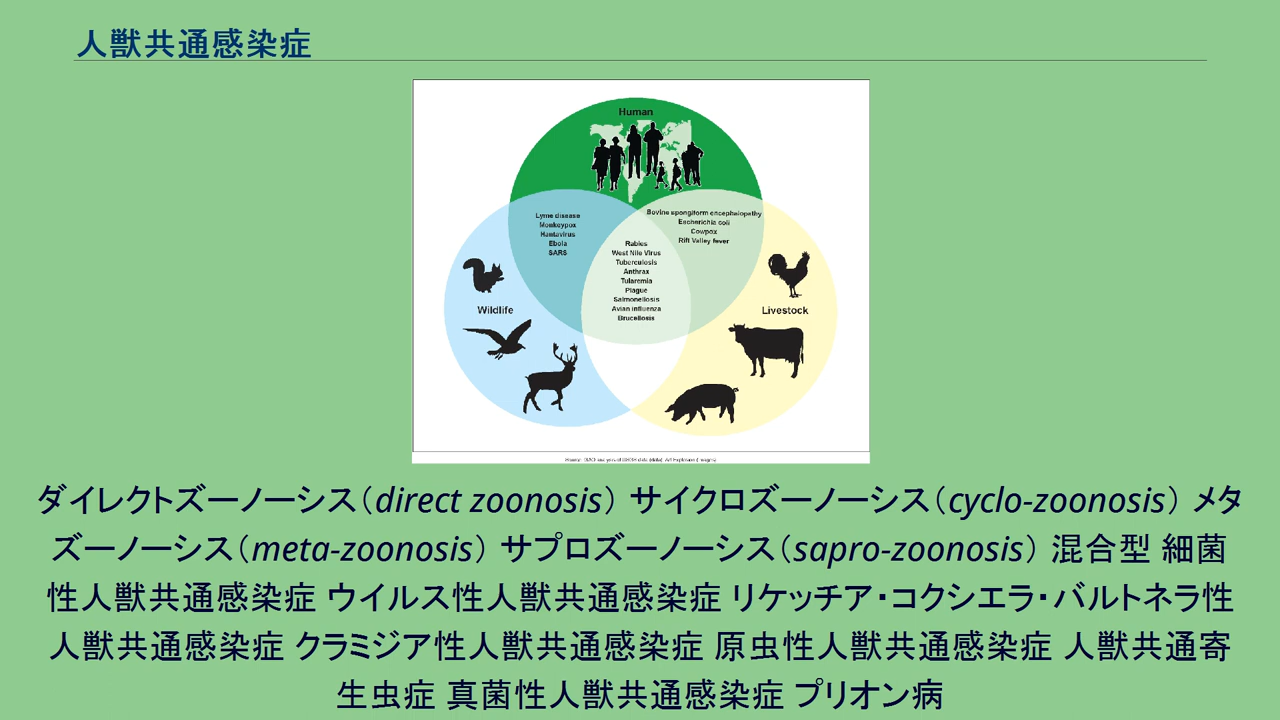 人獣共通感染症
Human
Lyme disease
Monkeypox
Hantavirus
Ebola
SARS
Bovine spongiform encephalopathy
Escherichia coli
Cowpox
Rift Valley fever
Rabies
West Nile Virus
Tuberculosis
Anthrax
Tularemia
Plague
Salmonellosis
Avian influenza
Brucellosis
Wildlife
Livestock
ダイレクトズーノーシス（direct zoonosis） サイクロズーノーシス（cyclo-zoonosis） メタ
ズーノーシス（meta-zoonosis） サプロズーノーシス（sapro-zoonosis） 混合型 細菌
性人獣共通感染症 ウイルス性人獣共通感染症 リケッチア・コクシエラ・バルトネラ性
人獣共通感染症 クラミジア性人獣共通感染症 原虫性人獣共通感染症 人獣共通寄
生虫症 真菌性人獣共通感染症 プリオン病